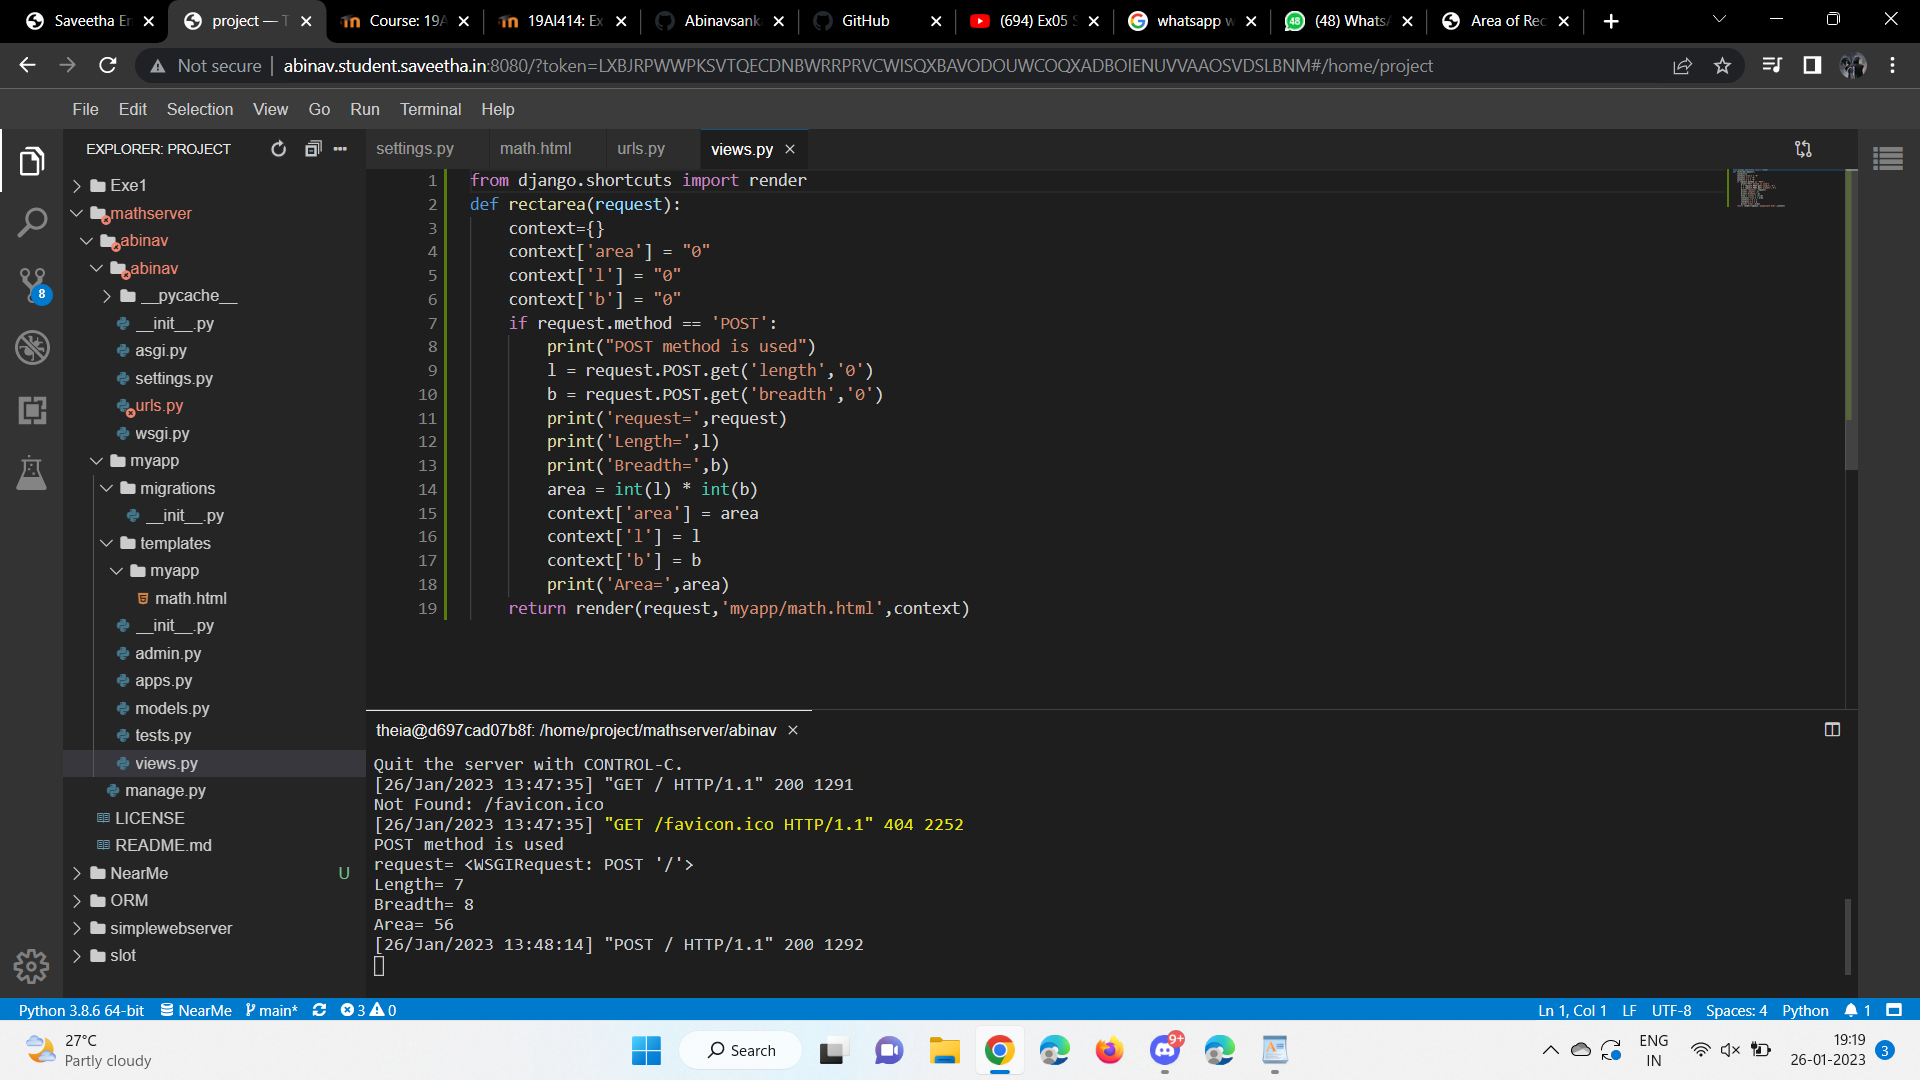 Saveetha En
project — T
Course: 19A
19AI414: Ex
Abinavsank
GitHub
(694) Ex05 S
whatsapp w
(48) WhatsA
Area of Rec
Not secure
abinav.student.saveetha.in:8080/?token=LXBJRPWWPKSVTQECDNBWRRPRVCWISQXBAVODOUWCOQXADBOIENUVVAAOSVDSLBNM#/home/project
File Edit Selection View Go Run Terminal Help
EXPLORER: PROJECT
Exe1
mathserver
abinav
abinav
__pycache__
__init__.py
asgi.py
settings.py
urls.py
wsgi.py
myapp
migrations
__init__.py
templates
myapp
math.html
__init__.py
admin.py
apps.py
models.py
tests.py
views.py
manage.py
LICENSE
README.md
NearMe U
ORM
simplewebserver
slot
8
settings.py math.html urls.py views.py
1 from django.shortcuts import render
2 def rectarea(request):
3 context={}
4 context['area'] = "0"
5 context['l'] = "0"
6 context['b'] = "0"
7 if request.method == 'POST':
8 print("POST method is used")
9 l = request.POST.get('length','0')
10 b = request.POST.get('breadth','0')
11 print('request=',request)
12 print('Length=',l)
13 print('Breadth=',b)
14 area = int(l) * int(b)
15 context['area'] = area
16 context['l'] = l
17 context['b'] = b
18 print('Area=',area)
19 return render(request,'myapp/math.html',context)
theia@d697cad07b8f: /home/project/mathserver/abinav
Quit the server with CONTROL-C.
[26/Jan/2023 13:47:35] "GET / HTTP/1.1" 200 1291
Not Found: /favicon.ico
[26/Jan/2023 13:47:35] "GET /favicon.ico HTTP/1.1" 404 2252
POST method is used
request= <WSGIRequest: POST '/'>
Length= 7
Breadth= 8
Area= 56
[26/Jan/2023 13:48:14] "POST / HTTP/1.1" 200 1292
Python 3.8.6 64-bit NearMe main* 3 0
Ln 1, Col 1 LF UTF-8 Spaces: 4 Python 1
27°C
Partly cloudy
Search
9+
ENG
IN
19:19
26-01-2023
3